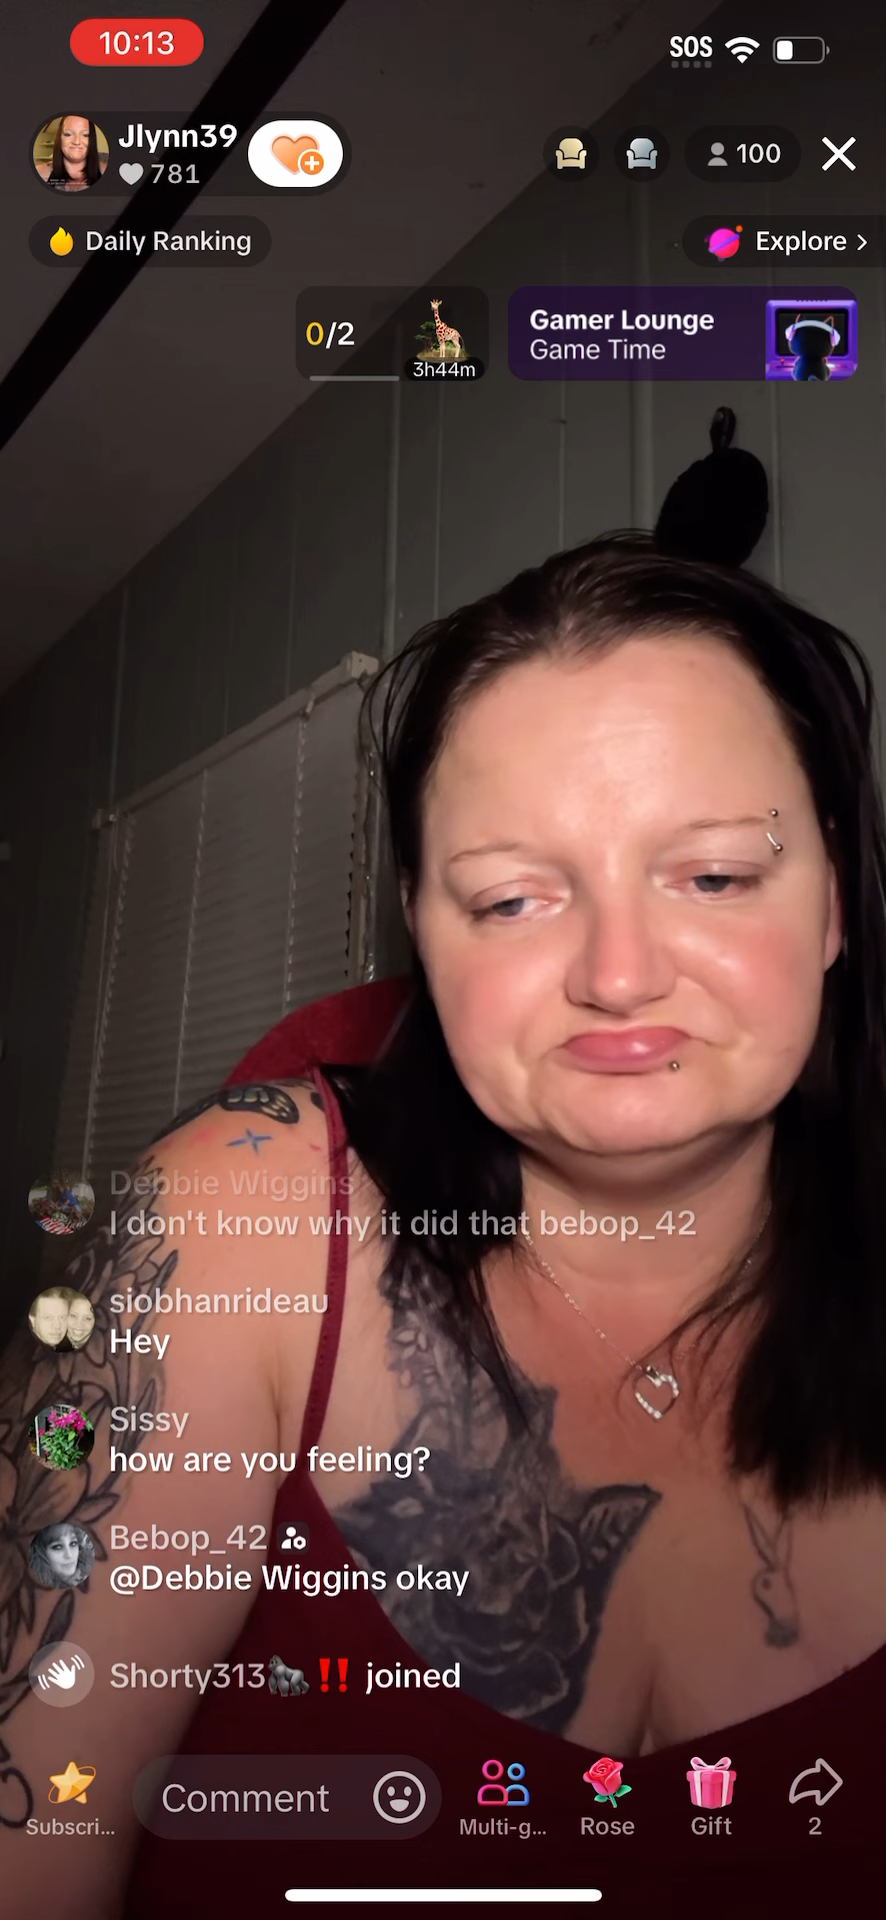 10:13
SOS
Jlynn39
781
100
Daily Ranking
Explore >
0/2
3h44m
Gamer Lounge
Game Time
Debbie Wiggins
I don't know why it did that bebop_42
siobhanrideau
Hey
Sissy
how are you feeling?
Bebop_42
@Debbie Wiggins okay
Shorty313🦍‼️ joined
Subscri...
Comment
Multi-g...
Rose
Gift
2